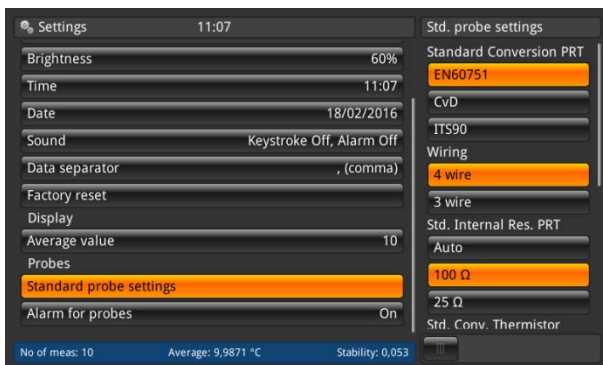 Settings 11:07
Brightness 60%
Time 11:07
Date 18/02/2016
Sound Keystroke Off, Alarm Off
Data separator , (comma)
Factory reset
Display
Average value 10
Probes
Standard probe settings
Alarm for probes On
No of meas: 10 Average: 9,9871 °C Stability: 0,053
Std. probe settings
Standard Conversion PRT
EN60751
CvD
ITS90
Wiring
4 wire
3 wire
Std. Internal Res. PRT
Auto
100 Ω
25 Ω
Std. Conv. Thermistor